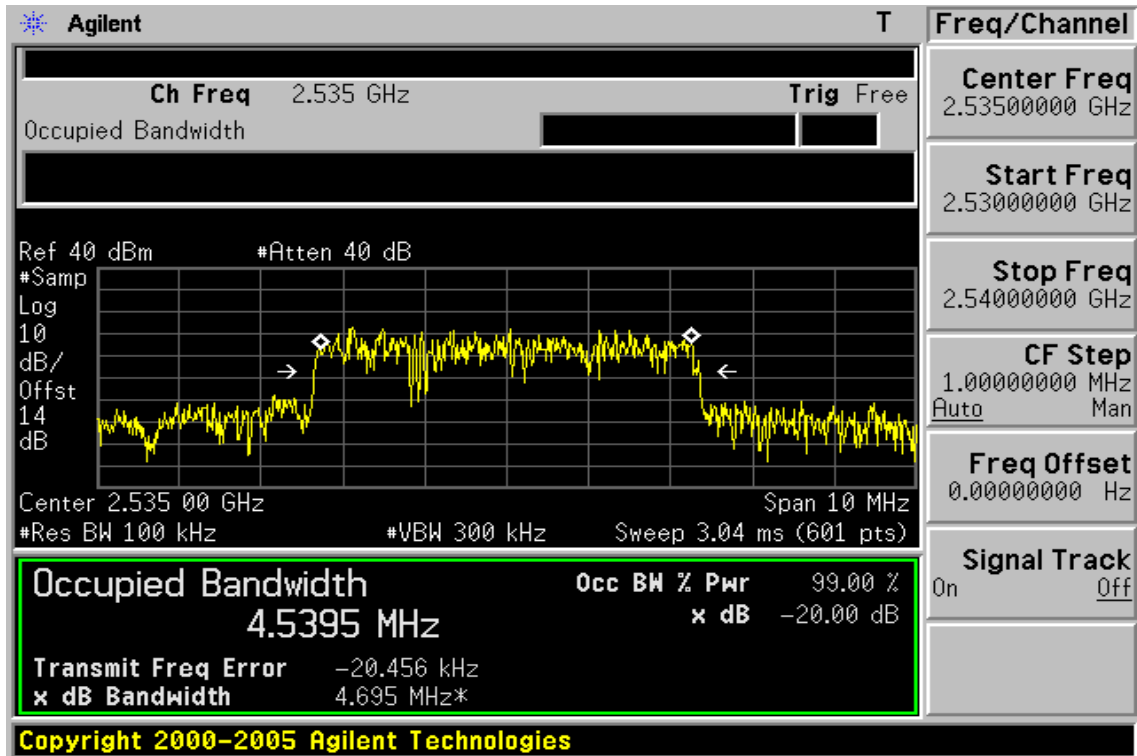 Agilent
T
Freq/Channel
Ch Freq 2.535 GHz
Trig Free
Occupied Bandwidth
Center Freq
2.53500000 GHz
Start Freq
2.53000000 GHz
Stop Freq
2.54000000 GHz
CF Step
1.00000000 MHz
Auto Man
Freq Offset
0.00000000 Hz
Signal Track
On Off
Ref 40 dBm
#Atten 40 dB
#Samp
Log
10
dB/
Offst
14
dB
Center 2.535 00 GHz
Span 10 MHz
#Res BW 100 kHz
#VBW 300 kHz
Sweep 3.04 ms (601 pts)
Occupied Bandwidth
4.5395 MHz
Occ BW % Pwr 99.00 %
x dB -20.00 dB
Transmit Freq Error -20.456 kHz
x dB Bandwidth 4.695 MHz*
Copyright 2000-2005 Agilent Technologies